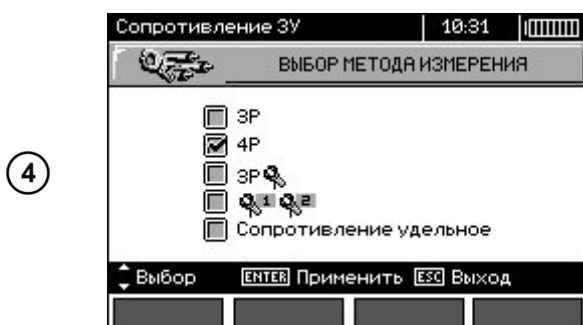 Сопротивление ЗУ 10:31
ВЫБОР МЕТОДА ИЗМЕРЕНИЯ
3P
4P
4
3P
1 2
Сопротивление удельное
Выбор ENTER Применить ESC Выход